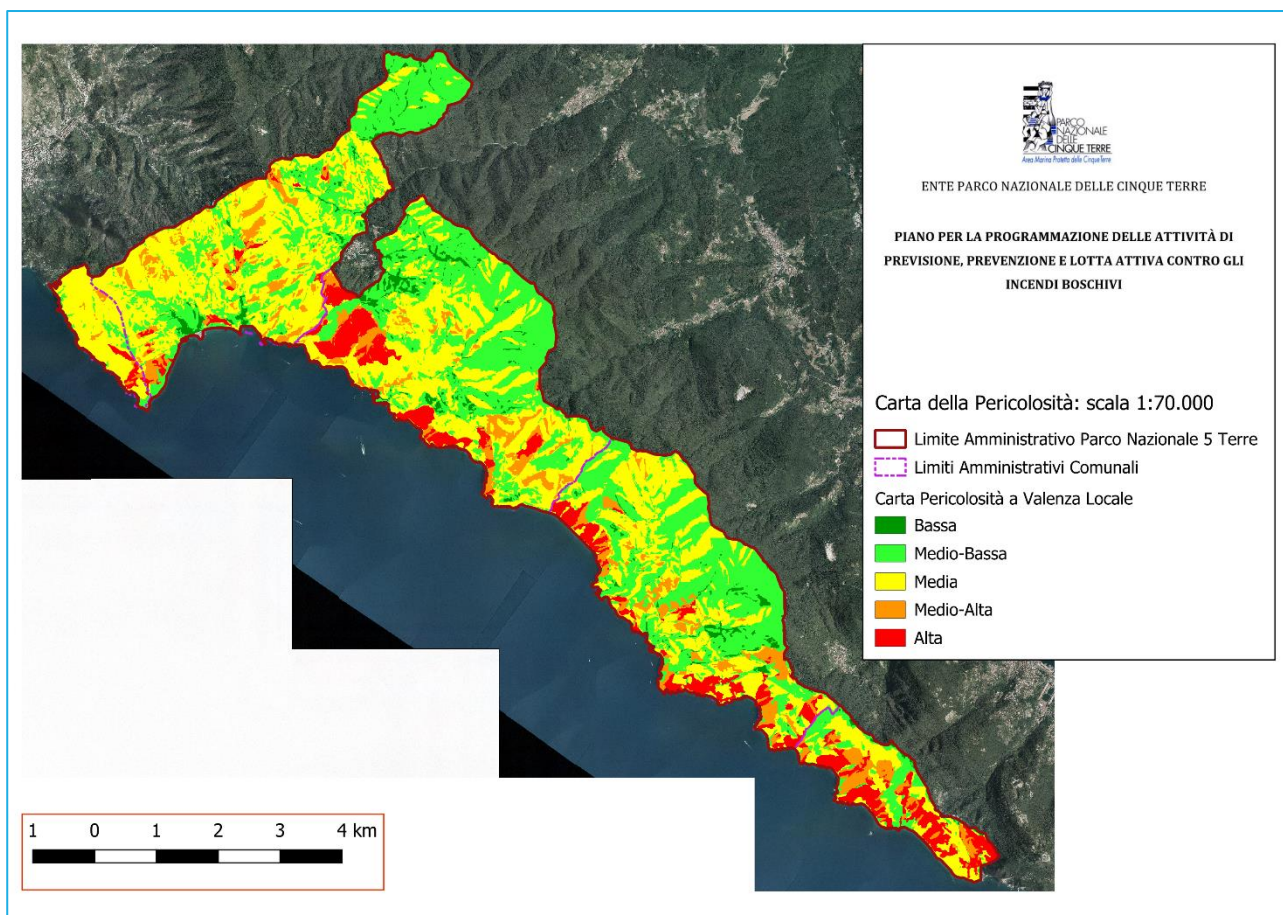 PARCO
NAZIONALE
DELLE
CINQUE TERRE
Area Marina Protetta delle Cinque Terre
ENTE PARCO NAZIONALE DELLE CINQUE TERRE
PIANO PER LA PROGRAMMAZIONE DELLE ATTIVITÀ DI
PREVISIONE, PREVENZIONE E LOTTA ATTIVA CONTRO GLI
INCENDI BOSCHIVI
Carta della Pericolosità: scala 1:70.000
Limite Amministrativo Parco Nazionale 5 Terre
Limiti Amministrativi Comunali
Carta Pericolosità a Valenza Locale
Bassa
Medio-Bassa
Media
Medio-Alta
Alta
1 0 1 2 3 4 km